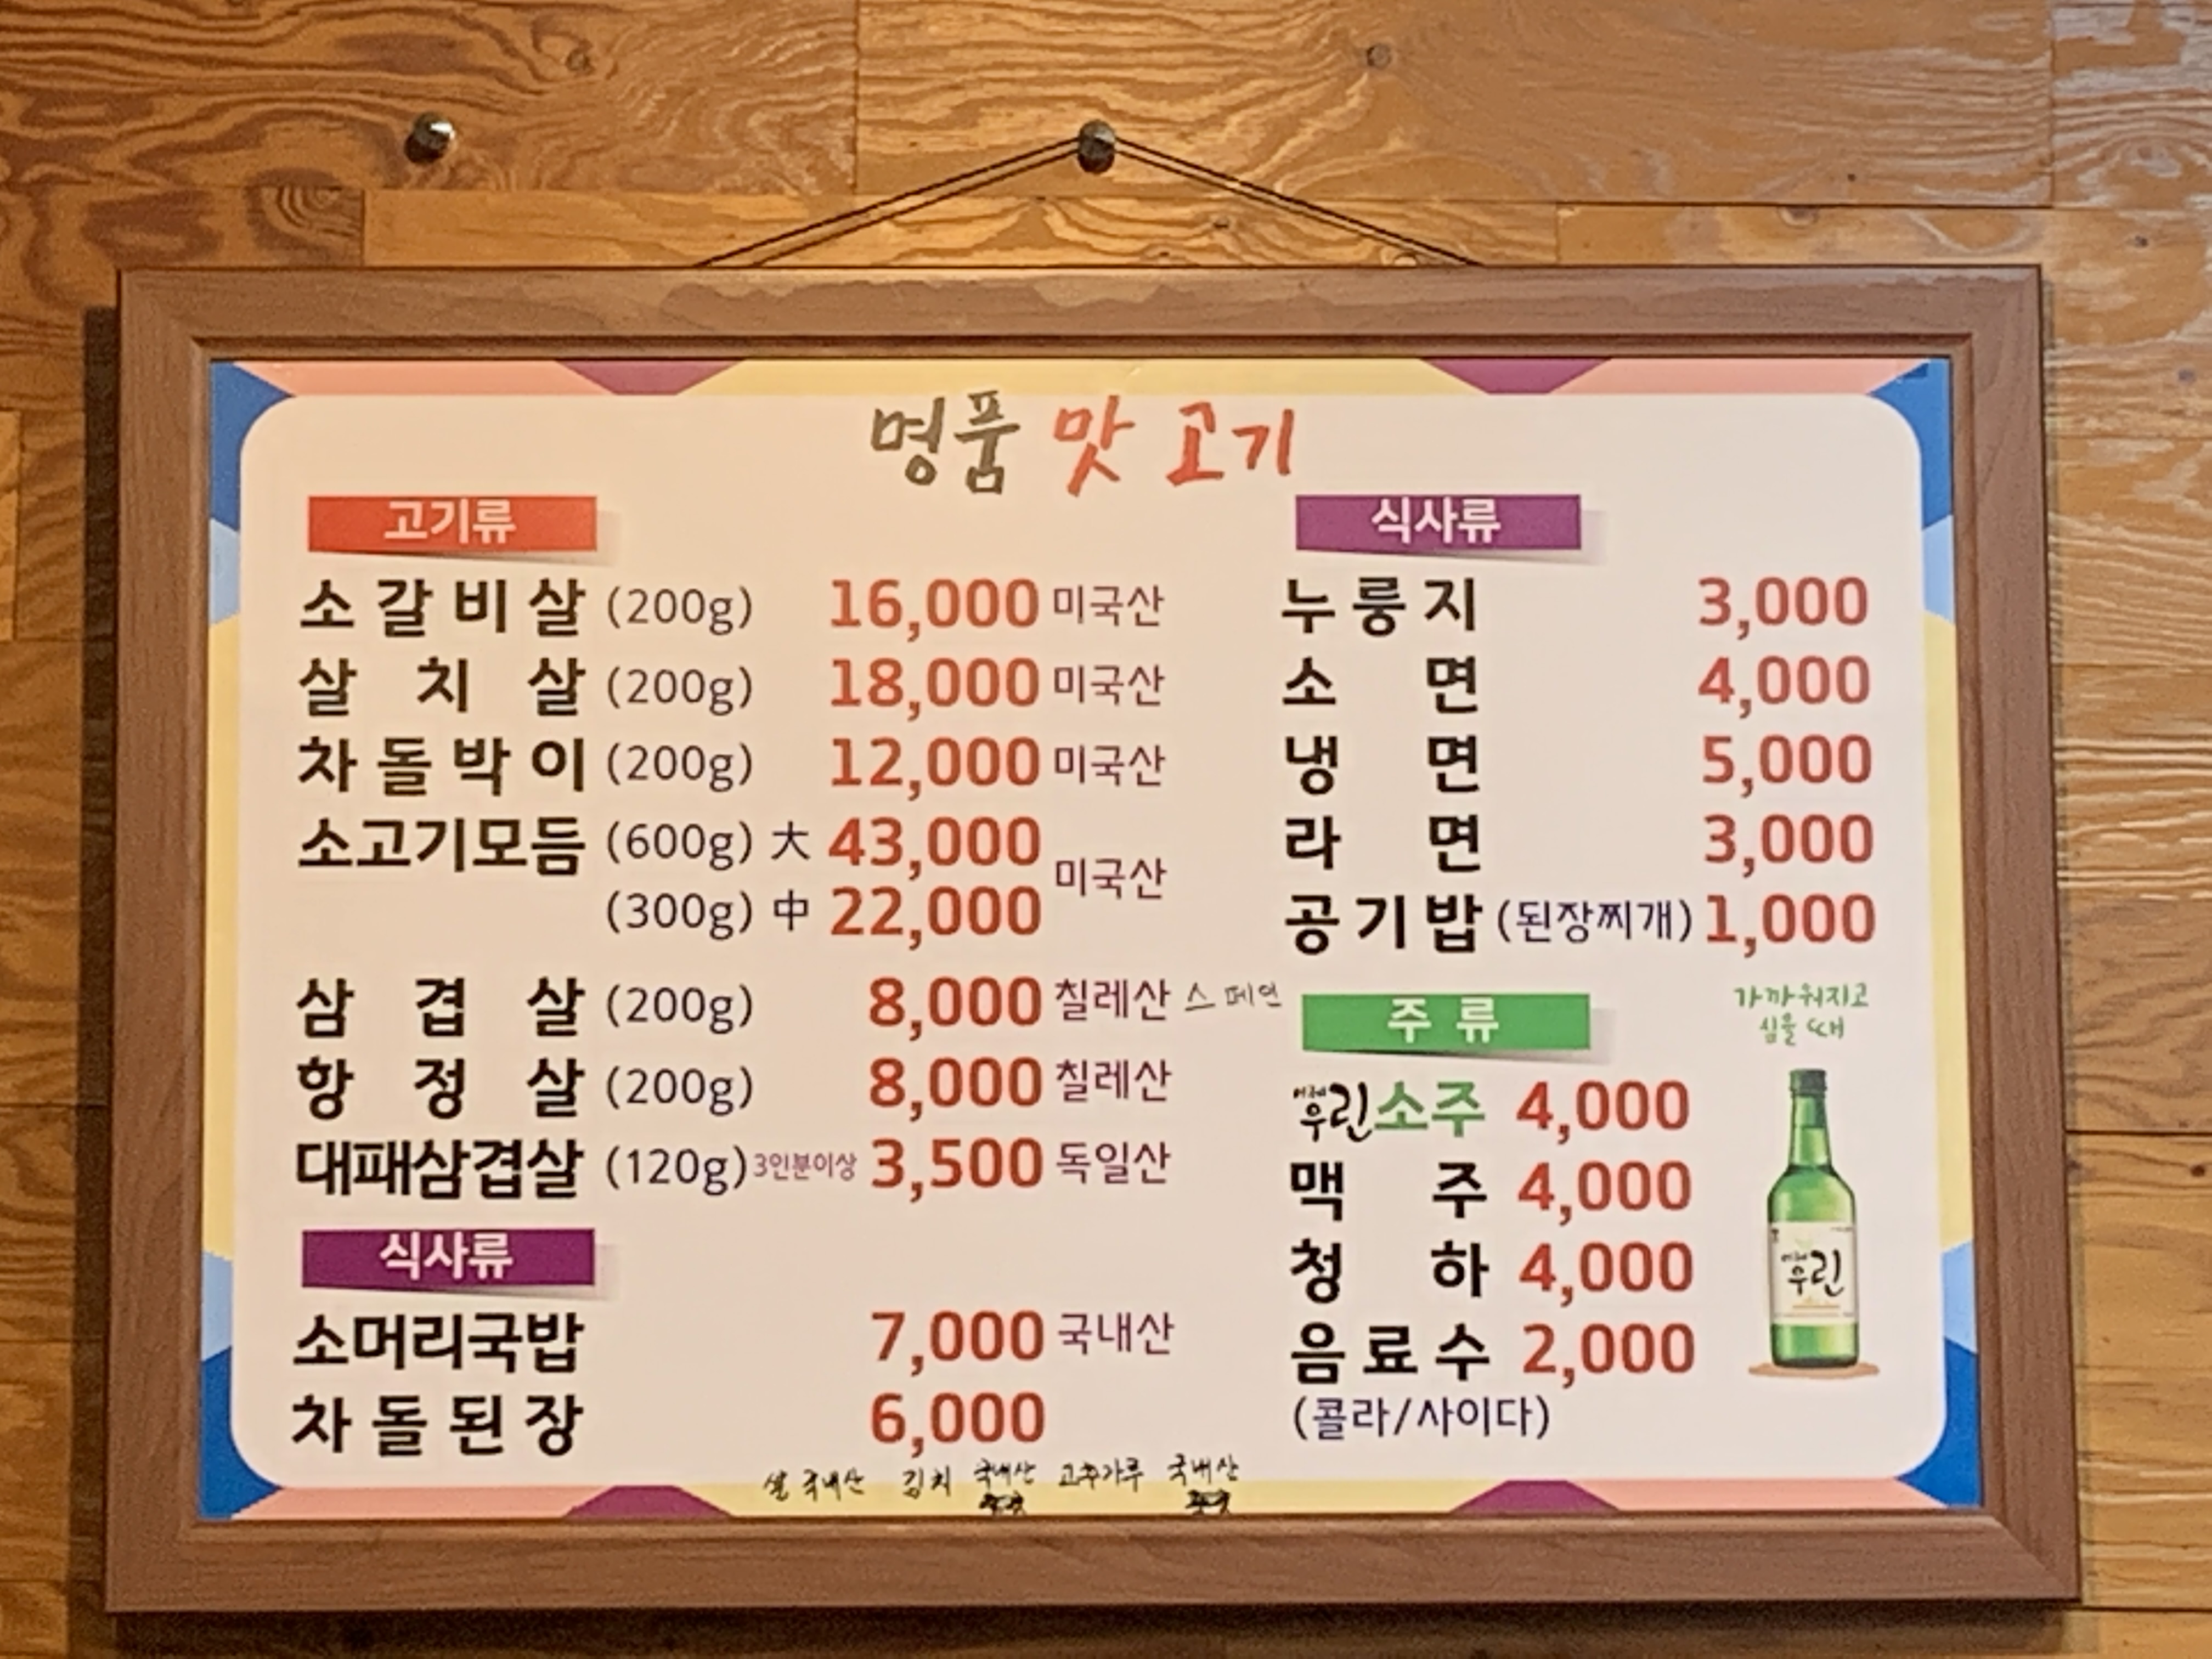 명품 맛 고기
고기류
소갈비살 (200g) 16,000 미국산
살치살 (200g) 18,000 미국산
차돌박이 (200g) 12,000 미국산
소고기모듬 (600g) 大 43,000
미국산
(300g) 中 22,000
삼겹살 (200g) 8,000 칠레산 스페인
항정살 (200g) 8,000 칠레산
대패삼겹살 (120g) 3인분이상 3,500 독일산
식사류
소머리국밥 7,000 국내산
차돌된장 6,000
식사류
누룽지 3,000
소면 4,000
냉면 5,000
라면 3,000
공기밥 (된장찌개) 1,000
주류
가까워지고
싶을 때
이제우린소주 4,000
맥주 4,000
청하 4,000
음료수 2,000
(콜라/사이다)
이제우린
쌀 국내산 김치 국내산 고추가루 국내산